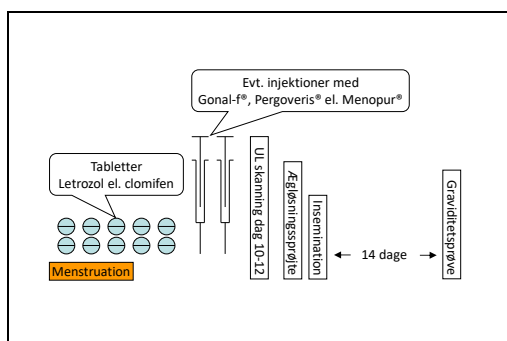 Evt. injektioner med
Gonal-f®, Pergoveris® el. Menopur®
Tabletter
Letrozol el. clomifen
Menstruation
UL skanning dag 10-12
Ægløsningssprøjte
Insemination
14 dage
Graviditetsprøve